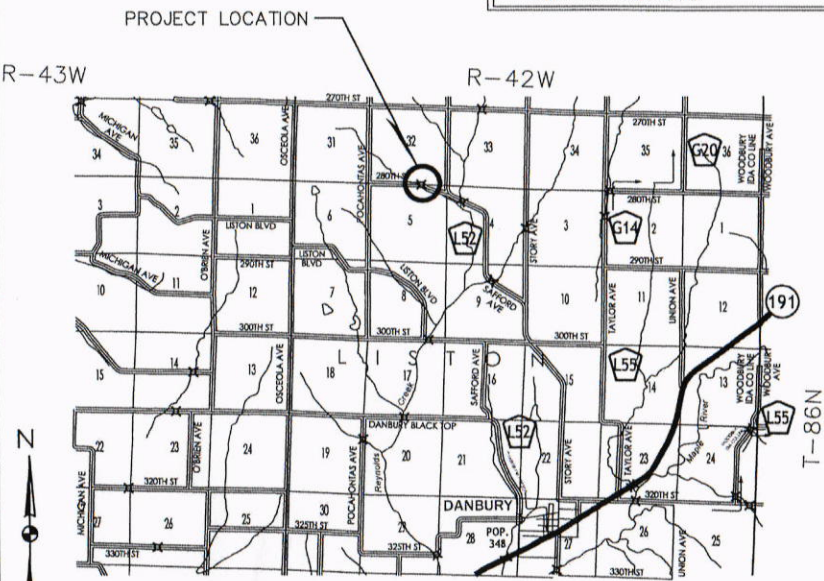 PROJECT LOCATION
R-43W
R-42W
270TH ST
MICHIGAN
AVE
34
35
36
OSCEOLA AVE
31
32
33
34
270TH ST
35
G20
36
WOODBURY
IDA CO LINE
WOODBURY AVE
POCAHONTAS AVE
280TH
280TH ST
3
2
1
6
5
L52
4
STORY AVE
3
G14
2
1
LISTON BLVD
O'BRIEN AVE
290TH ST
LISTON
BLVD
LISTON BLVD
290TH ST
MICHIGAN AVE
10
11
12
7
8
9
SAFFORD
AVE
10
TAYLOR AVE
11
UNION AVE
12
191
300TH ST
300TH ST
300TH ST
LISTON
15
14
13
OSCEOLA AVE
18
17
Creek
SAFFORD AVE
16
15
L55
14
13
River
WOODBURY
IDA CO LINE
WOODBURY
AVE
L55
T-86N
DANBURY BLACK TOP
N
22
23
O'BRIEN AVE
24
19
POCAHONTAS AVE
20
Reynolds
21
L52
22
STORY AVE
TAYLOR AVE
23
Maple
24
320TH ST
320TH ST
MICHIGAN AVE
27
26
25
30
325TH ST
29
325TH ST
28
DANBURY
POP.
348
27
26
UNION AVE
25
330TH ST
330TH ST